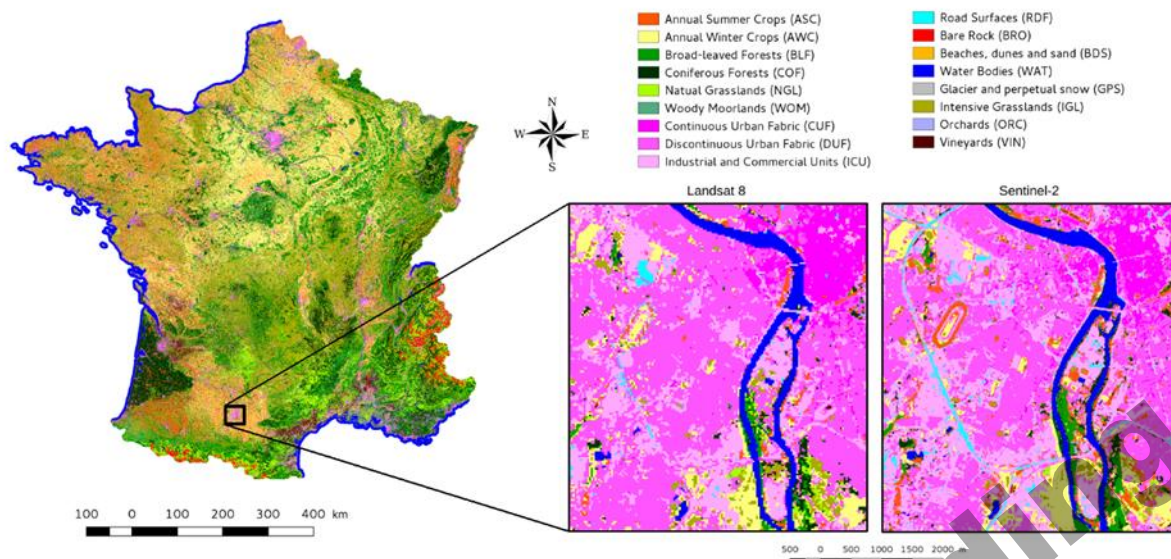 Annual Summer Crops (ASC)
Annual Winter Crops (AWC)
Broad-leaved Forests (BLF)
Coniferous Forests (COF)
Natual Grasslands (NGL)
Woody Moorlands (WOM)
Continuous Urban Fabric (CUF)
Discontinuous Urban Fabric (DUF)
Industrial and Commercial Units (ICU)
Road Surfaces (RDF)
Bare Rock (BRO)
Beaches, dunes and sand (BDS)
Water Bodies (WAT)
Glacier and perpetual snow (GPS)
Intensive Grasslands (IGL)
Orchards (ORC)
Vineyards (VIN)
N
W E
S
Landsat 8
Sentinel-2
100 0 100 200 300 400 km
500 0 500 1000 1500 2000